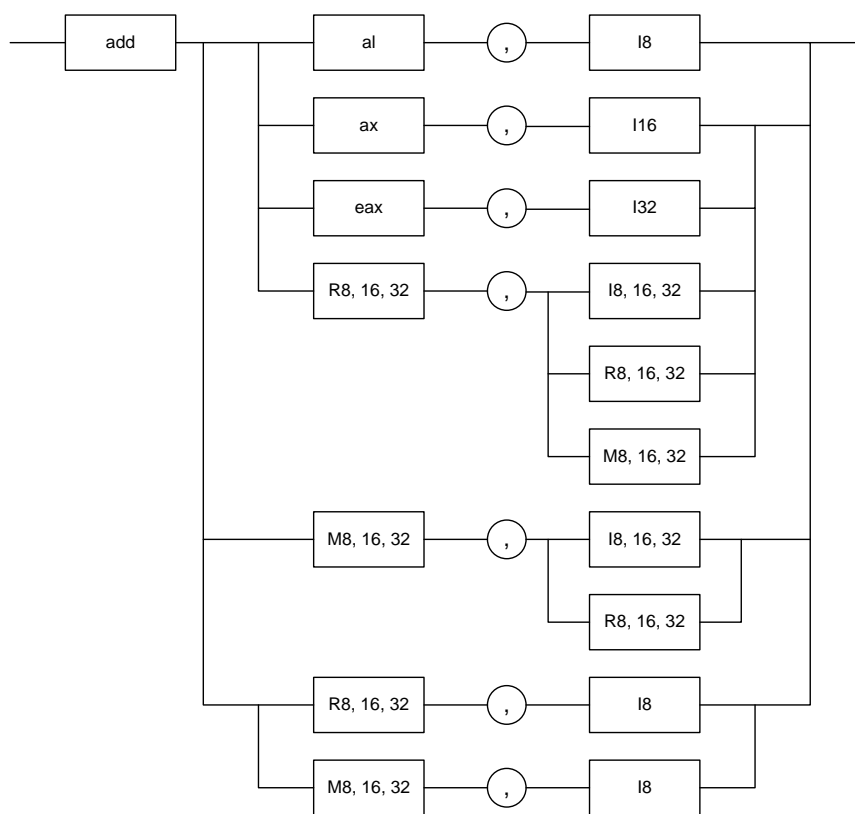 add al , I8
ax , I16
eax , I32
R8, 16, 32 , I8, 16, 32
R8, 16, 32
M8, 16, 32
M8, 16, 32 , I8, 16, 32
R8, 16, 32
R8, 16, 32 , I8
M8, 16, 32 , I8